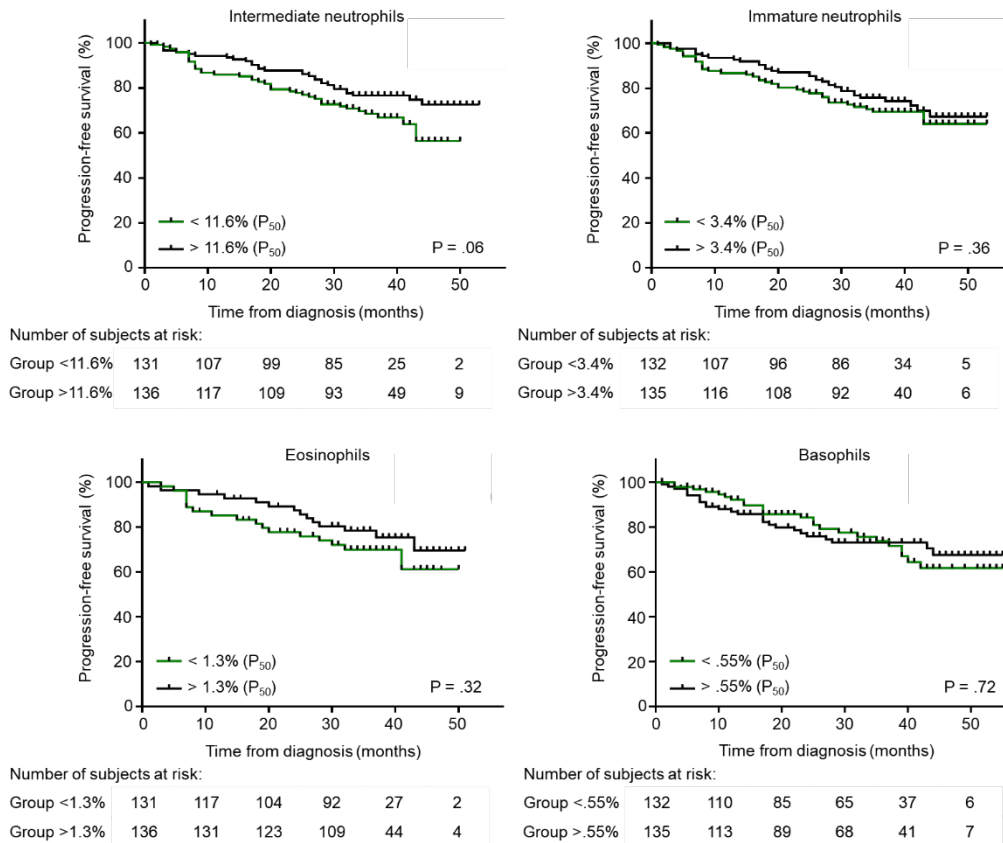 Intermediate neutrophils
Progression-free survival (%)
100
80
60
40
20
0
< 11.6% (P50)
> 11.6% (P50)
P = .06
0 10 20 30 40 50
Time from diagnosis (months)
Number of subjects at risk:
Group <11.6% 131 107 99 85 25 2
Group >11.6% 136 117 109 93 49 9
Immature neutrophils
Progression-free survival (%)
100
80
60
40
20
0
< 3.4% (P50)
> 3.4% (P50)
P = .36
0 10 20 30 40 50
Time from diagnosis (months)
Number of subjects at risk:
Group <3.4% 132 107 96 86 34 5
Group >3.4% 135 116 108 92 40 6
Eosinophils
Progression-free survival (%)
100
80
60
40
20
0
< 1.3% (P50)
> 1.3% (P50)
P = .32
0 10 20 30 40 50
Time from diagnosis (months)
Number of subjects at risk:
Group <1.3% 131 117 104 92 27 2
Group >1.3% 136 131 123 109 44 4
Basophils
Progression-free survival (%)
100
80
60
40
20
0
< .55% (P50)
> .55% (P50)
P = .72
0 10 20 30 40 50
Time from diagnosis (months)
Number of subjects at risk:
Group <.55% 132 110 85 65 37 6
Group >.55% 135 113 89 68 41 7